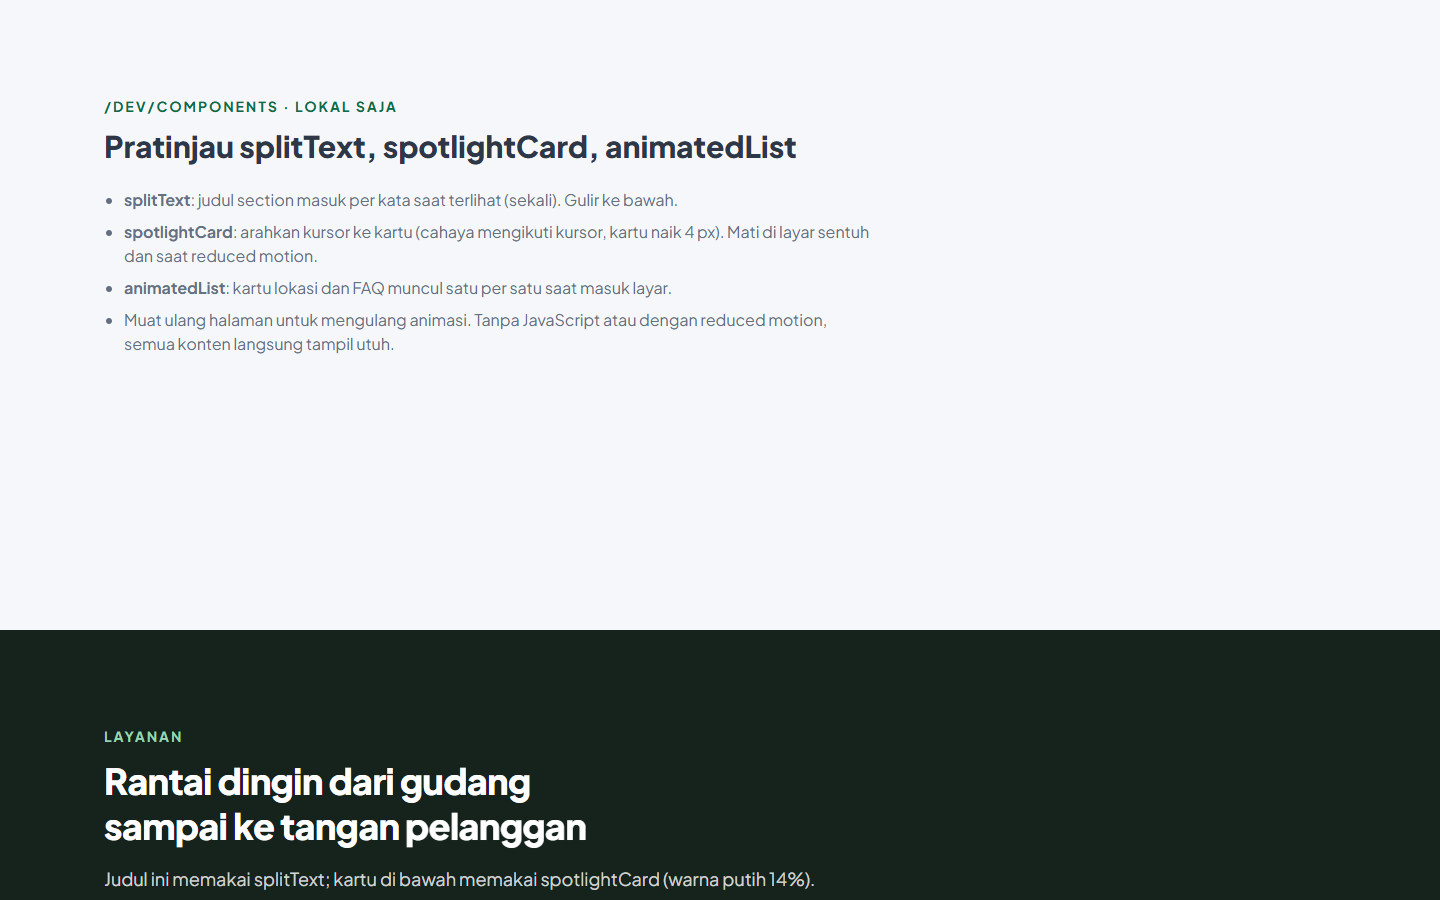 /DEV/COMPONENTS · LOKAL SAJA
Pratinjau splitText, spotlightCard, animatedList
• splitText: judul section masuk per kata saat terlihat (sekali). Gulir ke bawah.
• spotlightCard: arahkan kursor ke kartu (cahaya mengikuti kursor, kartu naik 4 px). Mati di layar sentuh
dan saat reduced motion.
• animatedList: kartu lokasi dan FAQ muncul satu per satu saat masuk layar.
• Muat ulang halaman untuk mengulang animasi. Tanpa JavaScript atau dengan reduced motion,
semua konten langsung tampil utuh.
LAYANAN
Rantai dingin dari gudang
sampai ke tangan pelanggan
Judul ini memakai splitText; kartu di bawah memakai spotlightCard (warna putih 14%).